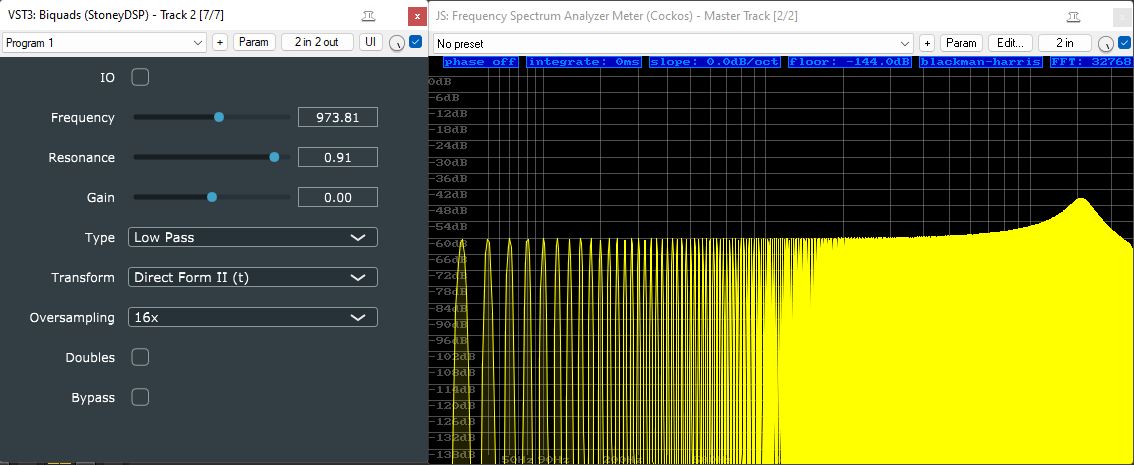 VST3: Biquads (StoneyDSP) - Track 2 [7/7]
x
Program 1
+
Param
2 in 2 out
UI
IO
Frequency
973.81
Resonance
0.91
Gain
0.00
Type
Low Pass
Transform
Direct Form II (t)
Oversampling
16x
Doubles
Bypass
JS: Frequency Spectrum Analyzer Meter (Cockos) - Master Track [2/2]
x
No preset
+
Param
Edit...
2 in
phase off
integrate: 0ms
slope: 0.0dB/oct
floor: -144.0dB
blackman-harris
FFT: 32768
0dB
-6dB
-12dB
-18dB
-24dB
-30dB
-36dB
-42dB
-48dB
-54dB
-60dB
-66dB
-72dB
-78dB
-84dB
-90dB
-96dB
-102dB
-108dB
-114dB
-120dB
-126dB
-132dB
-138dB
50Hz
90Hz
200Hz